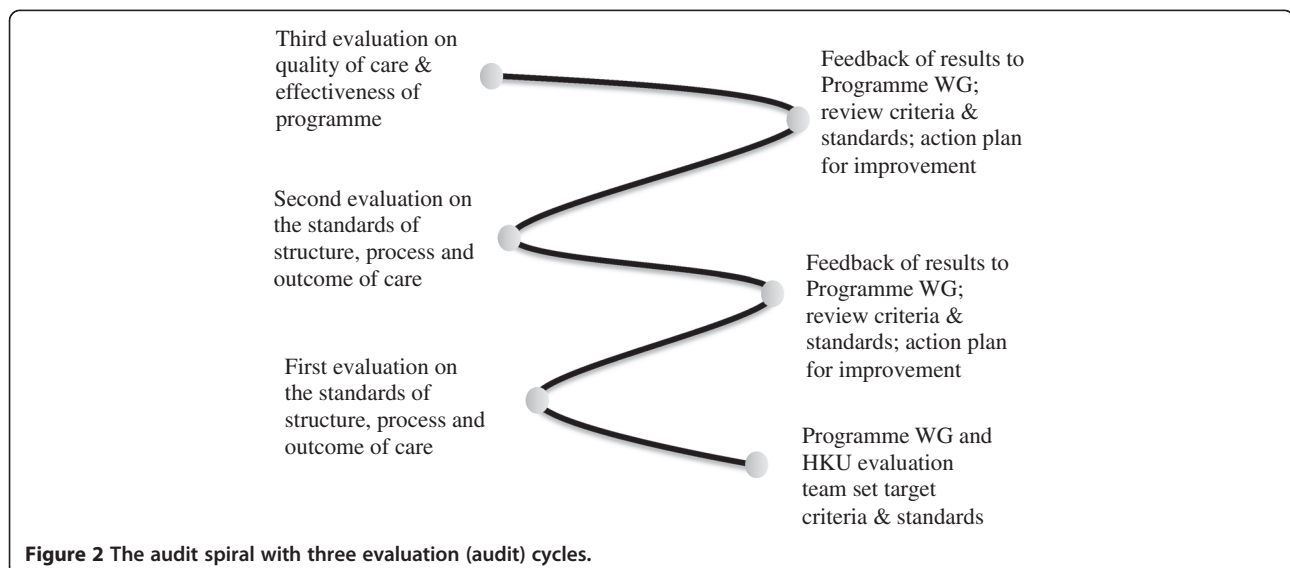 Third evaluation on
quality of care &
effectiveness of
programme
Feedback of results to
Programme WG;
review criteria &
standards; action plan
for improvement
Second evaluation on
the standards of
structure, process and
outcome of care
Feedback of results to
Programme WG;
review criteria &
standards; action plan
for improvement
First evaluation on
the standards of
structure, process and
outcome of care
Programme WG and
HKU evaluation
team set target
criteria & standards
Figure 2 The audit spiral with three evaluation (audit) cycles.